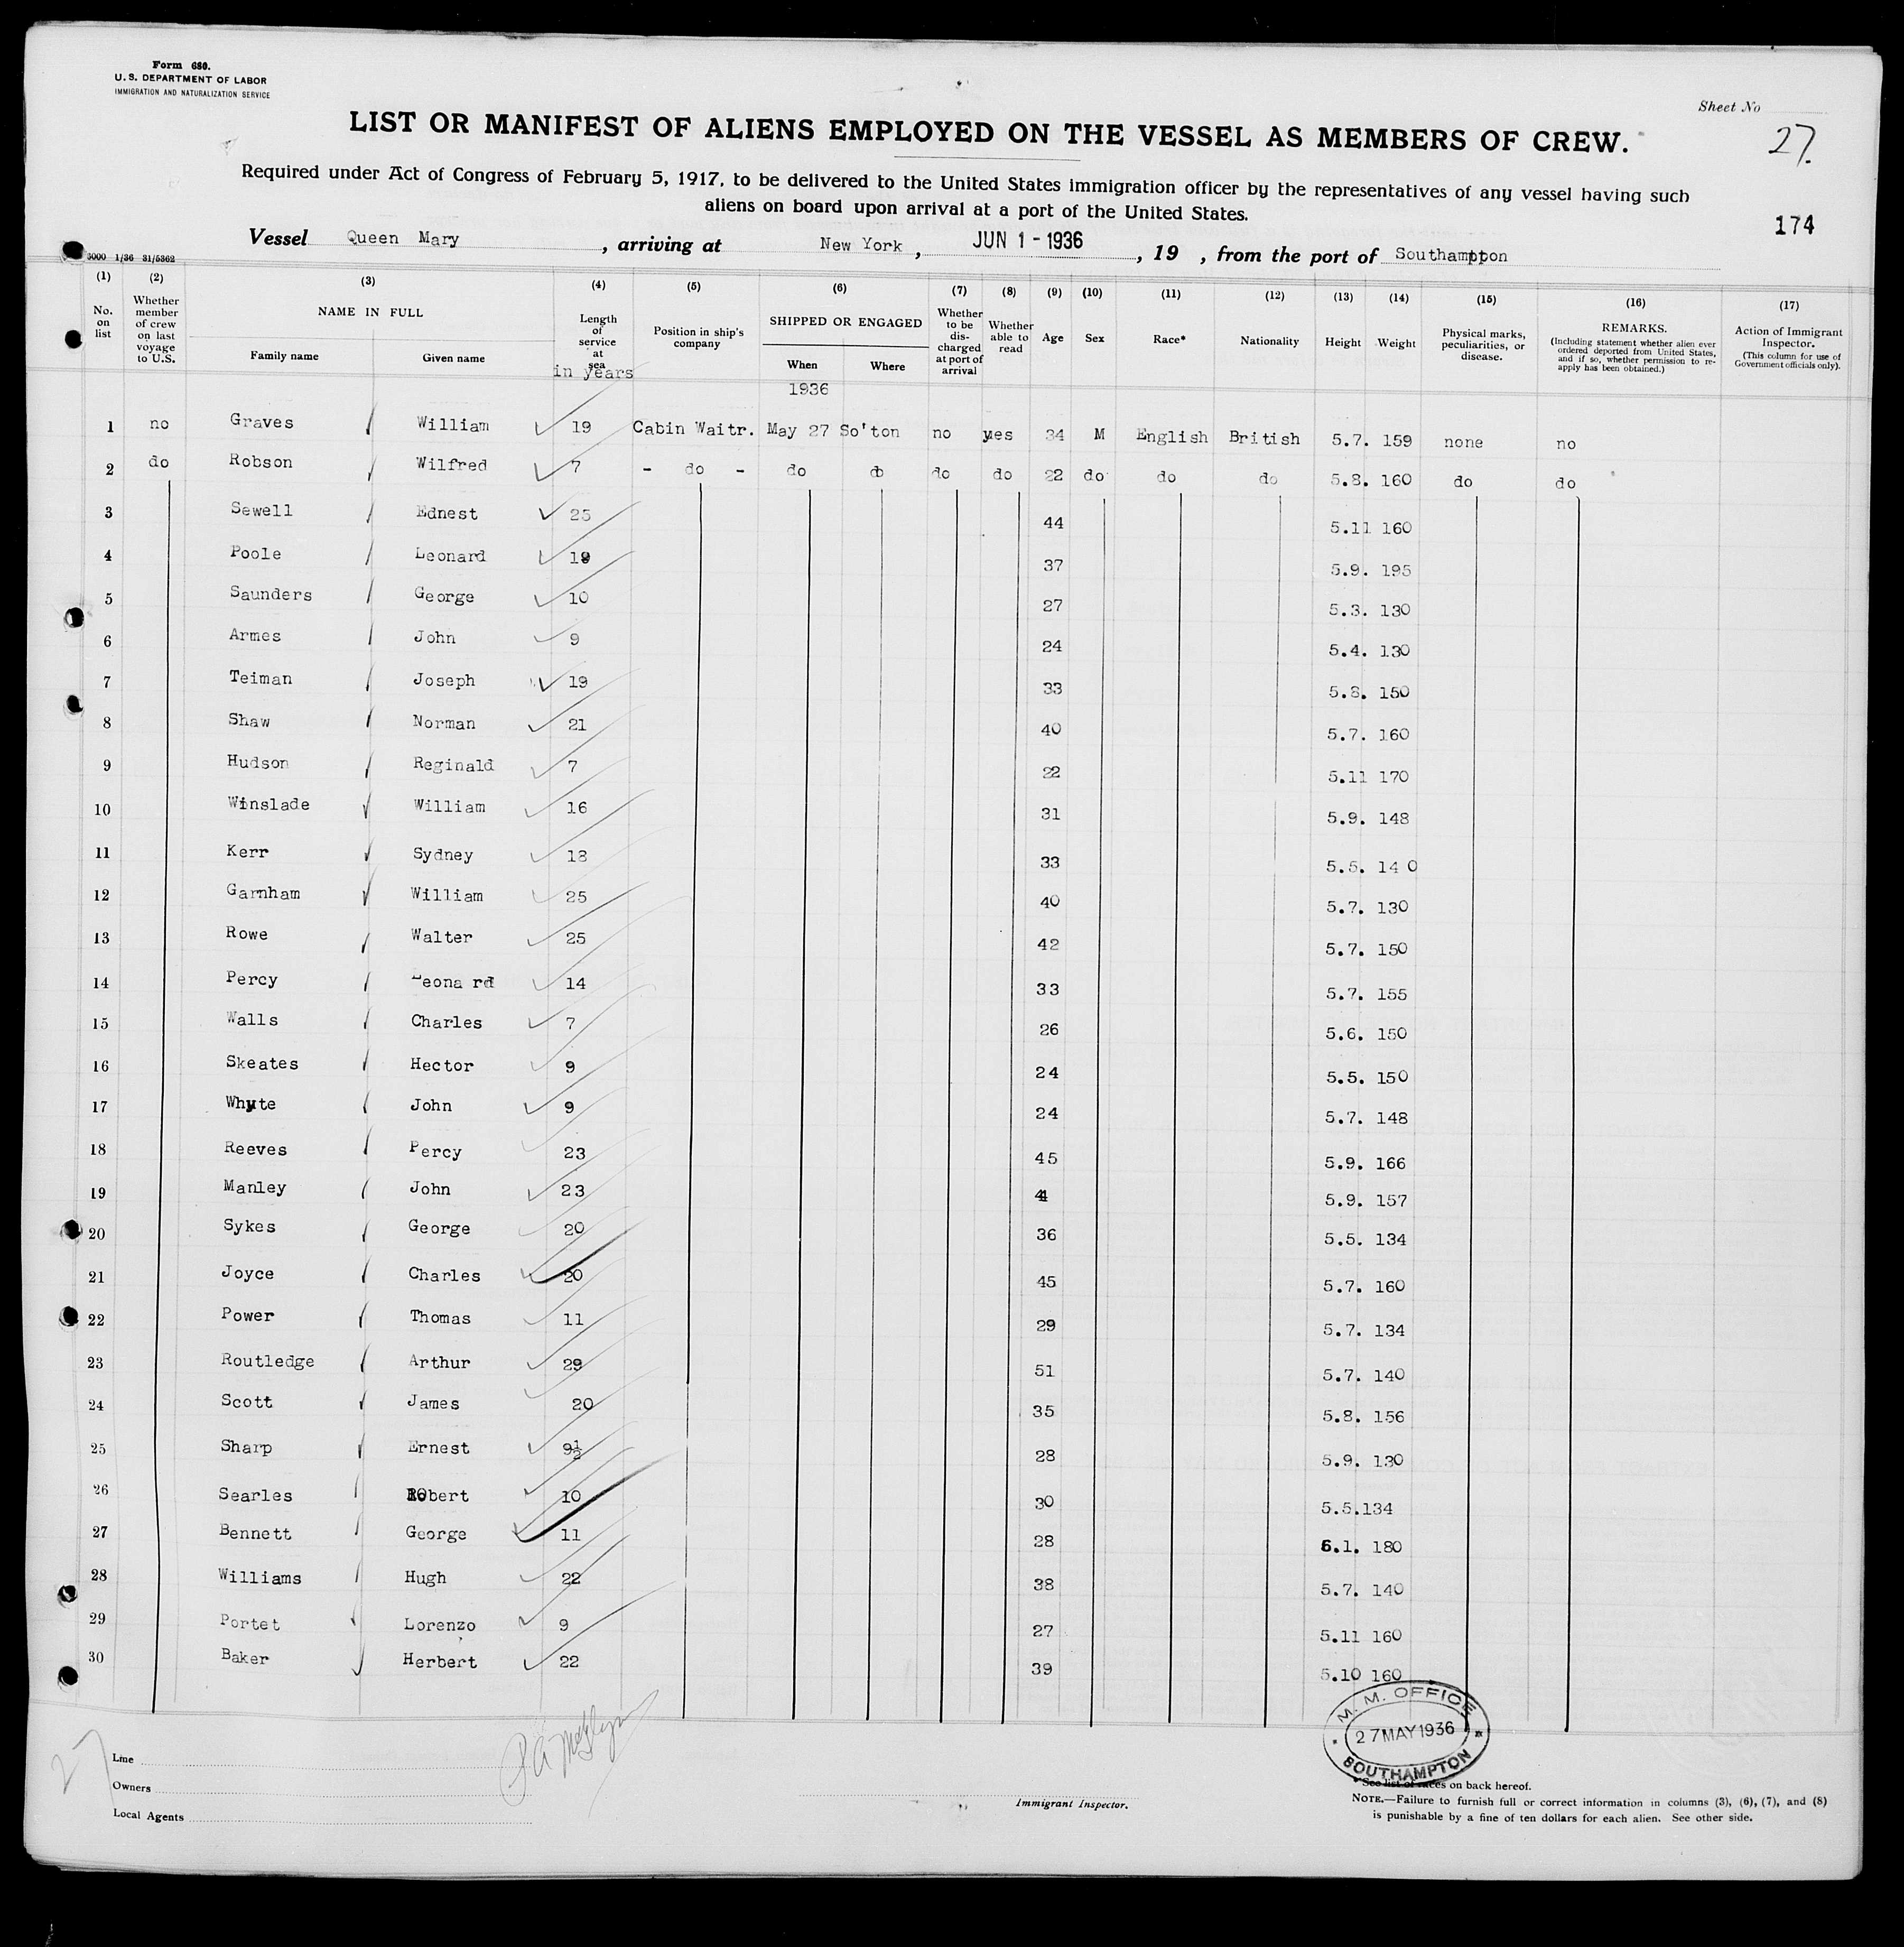 Form 680.
U. S. DEPARTMENT OF LABOR
IMMIGRATION AND NATURALIZATION SERVICE
Sheet No
27.
LIST OR MANIFEST OF ALIENS EMPLOYED ON THE VESSEL AS MEMBERS OF CREW.
Required under Act of Congress of February 5, 1917, to be delivered to the United States immigration officer by the representatives of any vessel having such
aliens on board upon arrival at a port of the United States.
174
Vessel Queen Mary, arriving at New York, JUN 1 - 1936, 19 , from the port of Southampton
5000 1/36 31/5362
(1) (2) (3) (4) (5) (6) (7) (8) (9) (10) (11) (12) (13) (14) (15) (16) (17)
No. on list
Whether member of crew on last voyage to U.S.
NAME IN FULL
Family name
Given name
Length of service at sea
in years
Position in ship's company
SHIPPED OR ENGAGED
When
Where
1936
Whether to be discharged at port of arrival
Whether able to read
Age
Sex
Race*
Nationality
Height
Weight
Physical marks, peculiarities, or disease.
REMARKS.
(Including statement whether alien ever ordered deported from United States, and if so, whether permission to re-apply has been obtained.)
Action of Immigrant Inspector.
(This column for use of Government officials only).
1 no Graves William 19 Cabin Waitr. May 27 So'ton no yes 34 M English British 5.7. 159 none no
2 do Robson Wilfred 7 - do - do do do do 22 do do do 5.8. 160 do do
3 Sewell Ednest 25 44 5.11 160
4 Poole Leonard 19 37 5.9. 195
5 Saunders George 10 27 5.3. 130
6 Armes John 9 24 5.4. 130
7 Teiman Joseph 19 33 5.8. 150
8 Shaw Norman 21 40 5.7. 160
9 Hudson Reginald 7 22 5.11 170
10 Winslade William 16 31 5.9. 148
11 Kerr Sydney 18 33 5.5. 14 0
12 Garnham William 25 40 5.7. 130
13 Rowe Walter 25 42 5.7. 150
14 Percy Leona rd 14 33 5.7. 155
15 Walls Charles 7 26 5.6. 150
16 Skeates Hector 9 24 5.5. 150
17 Whyte John 9 24 5.7. 148
18 Reeves Percy 23 45 5.9. 166
19 Manley John 23 44 5.9. 157
20 Sykes George 20 36 5.5. 134
21 Joyce Charles 20 45 5.7. 160
22 Power Thomas 11 29 5.7. 134
23 Routledge Arthur 29 51 5.7. 140
24 Scott James 20 35 5.8. 156
25 Sharp Ernest 9½ 28 5.9. 130
26 Searles Robert 10 30 5.5.134
27 Bennett George 11 28 6.1. 180
28 Williams Hugh 22 38 5.7. 140
29 Portet Lorenzo 9 27 5.11 160
30 Baker Herbert 22 39 5.10 160
M. M. OFFICE
27 MAY 1936
SOUTHAMPTON
27
Line
Owners
Local Agents
Immigrant Inspector.
*See list of races on back hereof.
NOTE.—Failure to furnish full or correct information in columns (3), (6), (7), and (8)
is punishable by a fine of ten dollars for each alien. See other side.